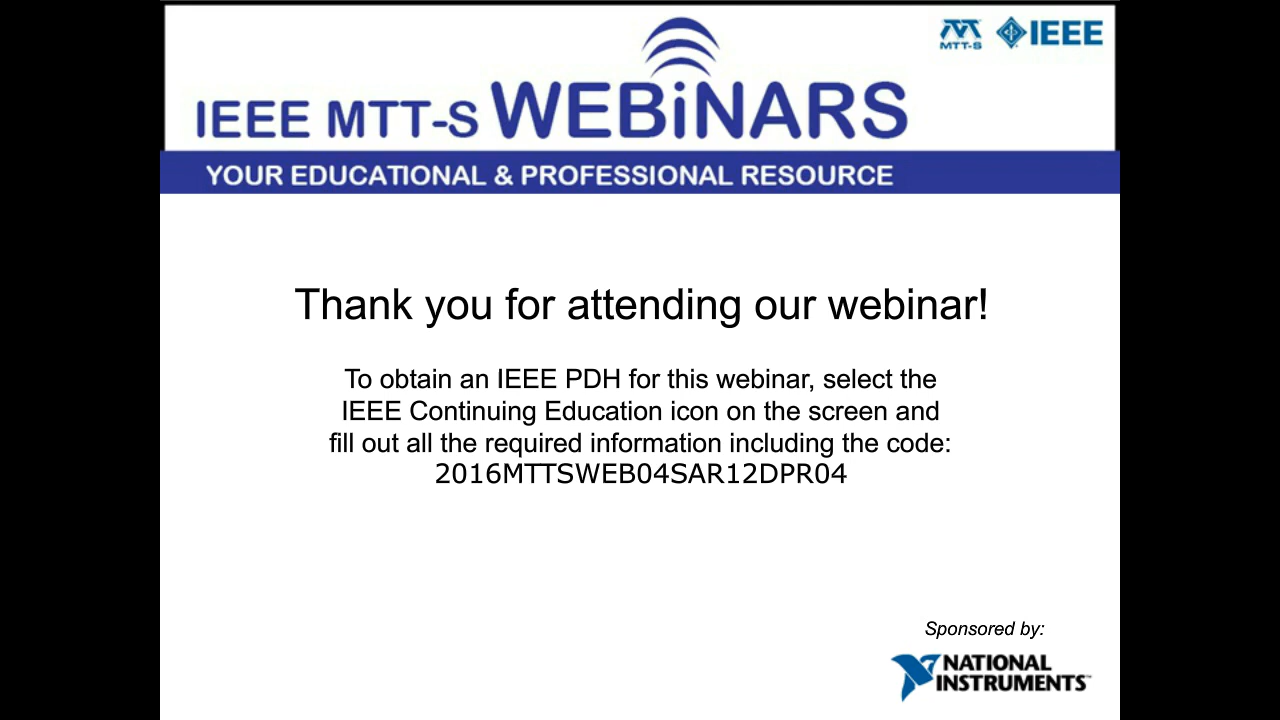 MTT-S IEEE
IEEE MTT-S WEBiNARS
YOUR EDUCATIONAL & PROFESSIONAL RESOURCE
Thank you for attending our webinar!
To obtain an IEEE PDH for this webinar, select the
IEEE Continuing Education icon on the screen and
fill out all the required information including the code:
2016MTTSWEB04SAR12DPR04
Sponsored by:
NATIONAL
INSTRUMENTS™